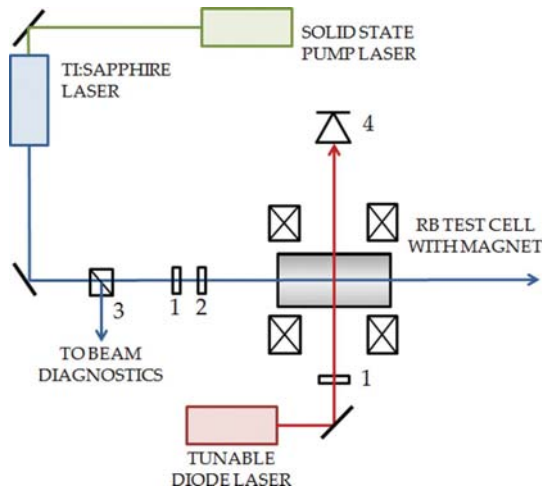 SOLID STATE
PUMP LASER
TI:SAPPHIRE
LASER
4
RB TEST CELL
WITH MAGNET
3
1
2
TO BEAM
DIAGNOSTICS
1
TUNABLE
DIODE LASER